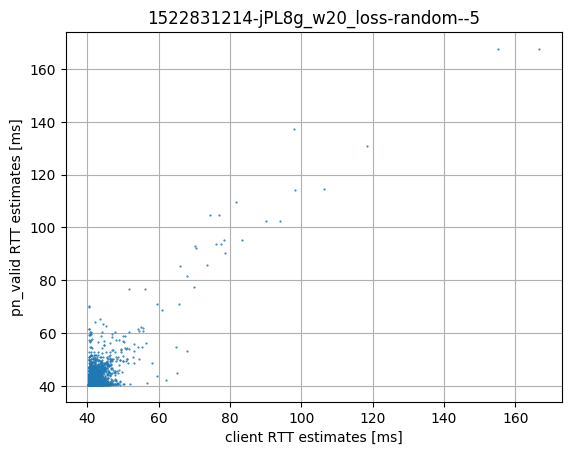 1522831214-jPL8g_w20_loss-random--5
160
140
120
100
80
60
40
pn_valid RTT estimates [ms]
40 60 80 100 120 140 160
client RTT estimates [ms]